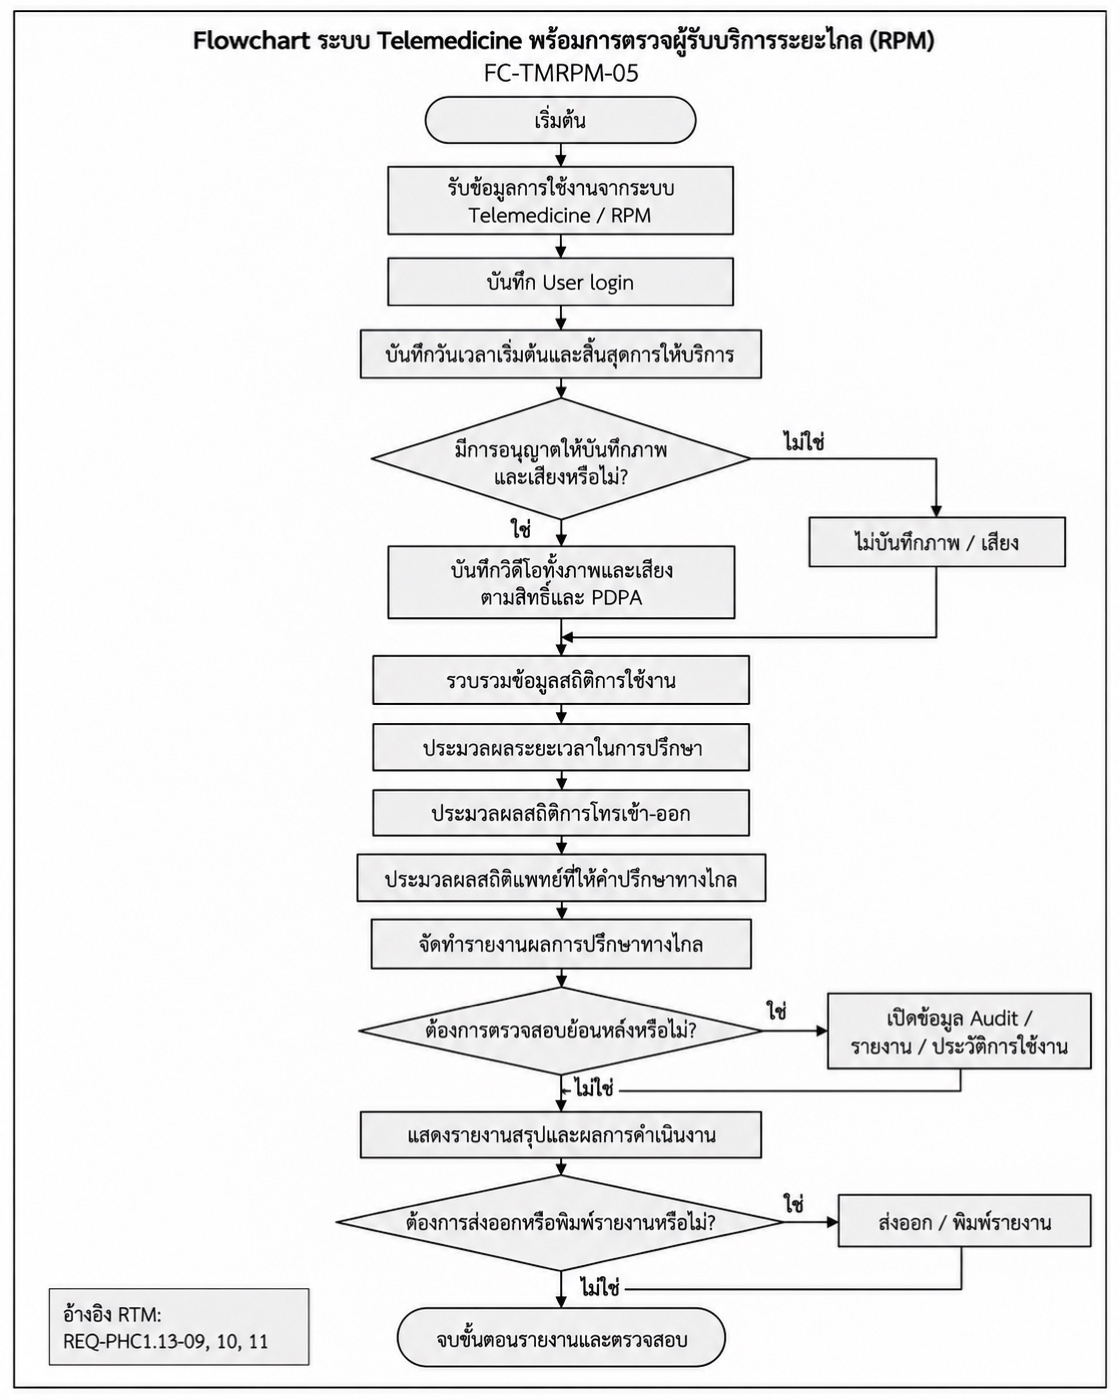 Flowchart ระบบ Telemedicine พร้อมการตรวจผู้รับบริการระยะไกล (RPM)
FC-TMRPM-05
เริ่มต้น
รับข้อมูลการใช้งานจากระบบ
Telemedicine / RPM
บันทึก User login
บันทึกวันเวลาเริ่มต้นและสิ้นสุดการให้บริการ
มีการอนุญาตให้บันทึกภาพ
และเสียงหรือไม่?
ไม่ใช่
ใช่
ไม่บันทึกภาพ / เสียง
บันทึกวิดีโอทั้งภาพและเสียง
ตามสิทธิ์และ PDPA
รวบรวมข้อมูลสถิติการใช้งาน
ประมวลผลระยะเวลาในการปรึกษา
ประมวลผลสถิติการโทรเข้า-ออก
ประมวลผลสถิติแพทย์ที่ให้คำปรึกษาทางไกล
จัดทำรายงานผลการปรึกษาทางไกล
ต้องการตรวจสอบย้อนหลังหรือไม่?
ใช่
เปิดข้อมูล Audit /
รายงาน / ประวัติการใช้งาน
ไม่ใช่
แสดงรายงานสรุปและผลการดำเนินงาน
ต้องการส่งออกหรือพิมพ์รายงานหรือไม่?
ใช่
ส่งออก / พิมพ์รายงาน
ไม่ใช่
จบขั้นตอนรายงานและตรวจสอบ
อ้างอิง RTM:
REQ-PHC1.13-09, 10, 11